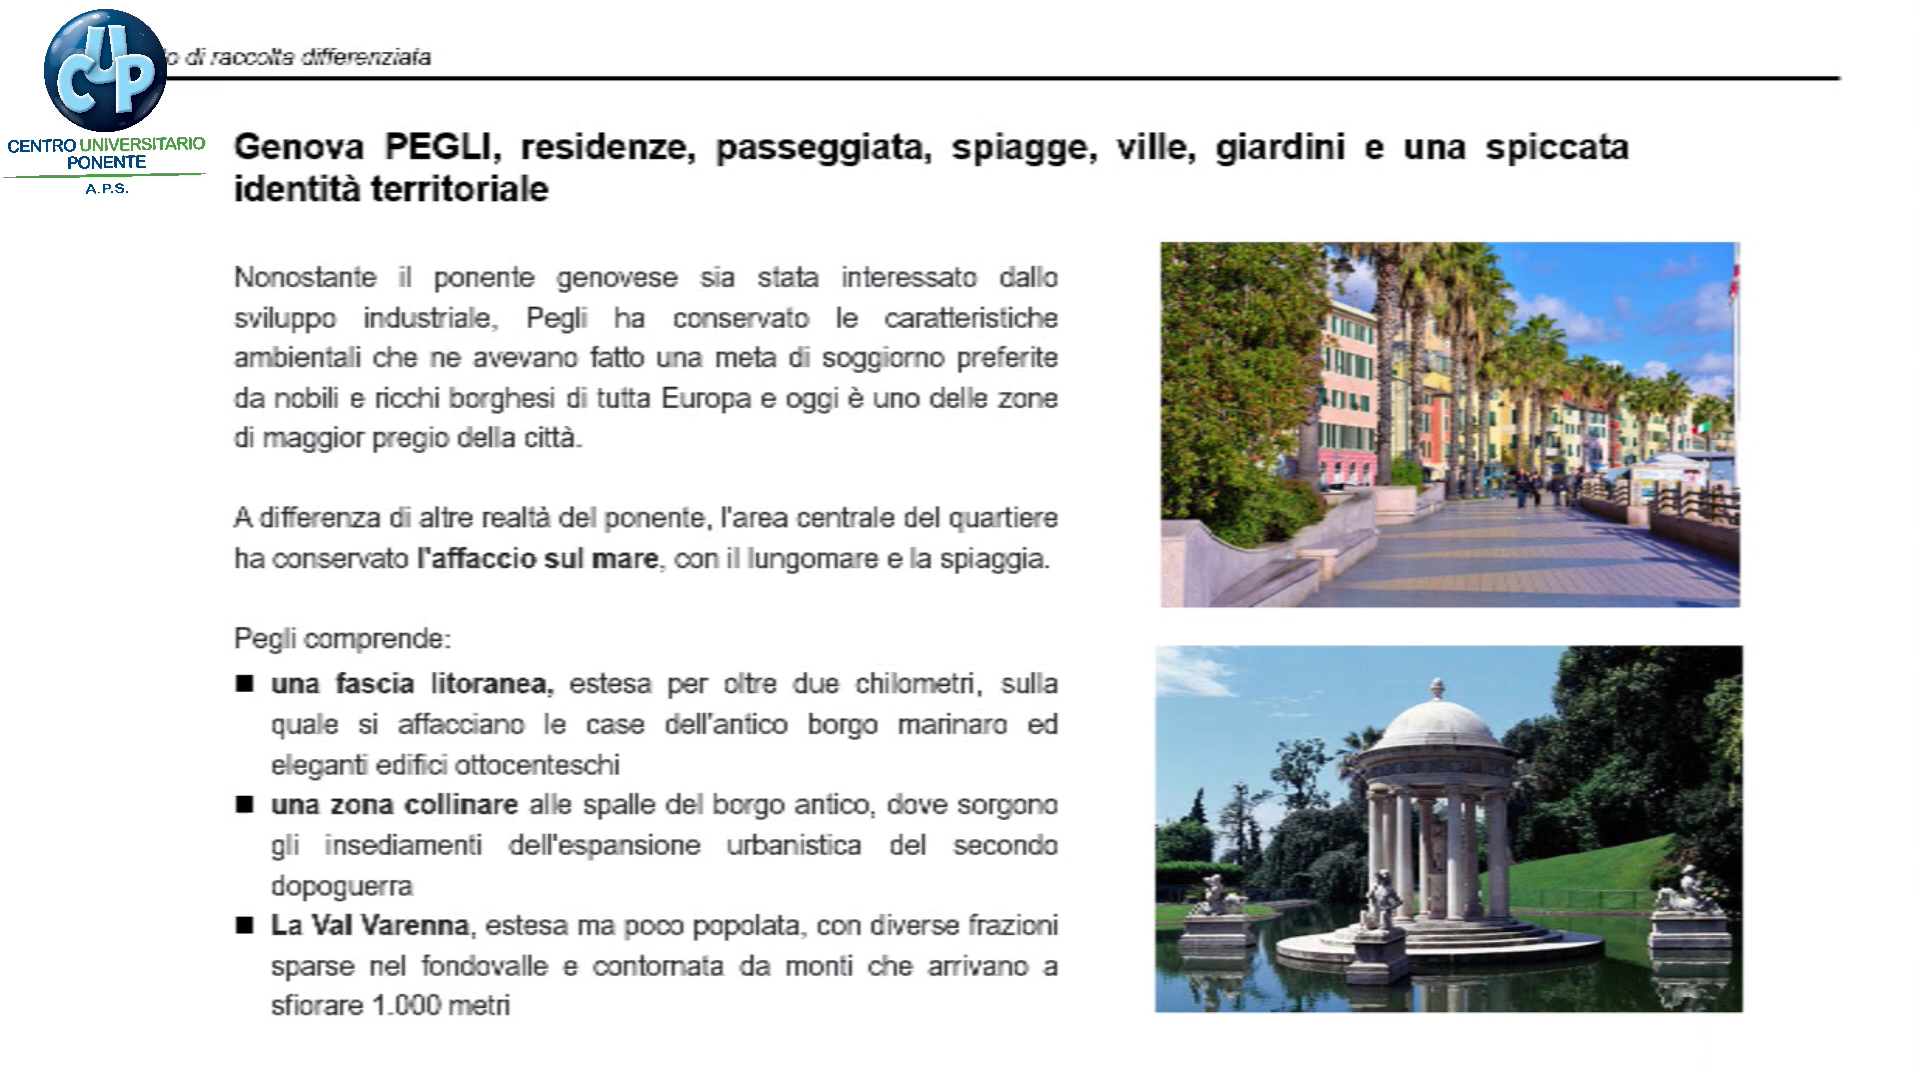 CUP
CENTRO UNIVERSITARIO
PONENTE
A.P.S.
di raccolta differenziata
Genova PEGLI, residenze, passeggiata, spiagge, ville, giardini e una spiccata
identità territoriale
Nonostante il ponente genovese sia stata interessato dallo
sviluppo industriale, Pegli ha conservato le caratteristiche
ambientali che ne avevano fatto una meta di soggiorno preferite
da nobili e ricchi borghesi di tutta Europa e oggi è uno delle zone
di maggior pregio della città.
A differenza di altre realtà del ponente, l'area centrale del quartiere
ha conservato l'affaccio sul mare, con il lungomare e la spiaggia.
Pegli comprende:
■ una fascia litoranea, estesa per oltre due chilometri, sulla
quale si affacciano le case dell'antico borgo marinaro ed
eleganti edifici ottocenteschi
■ una zona collinare alle spalle del borgo antico, dove sorgono
gli insediamenti dell'espansione urbanistica del secondo
dopoguerra
■ La Val Varenna, estesa ma poco popolata, con diverse frazioni
sparse nel fondovalle e contornata da monti che arrivano a
sfiorare 1.000 metri